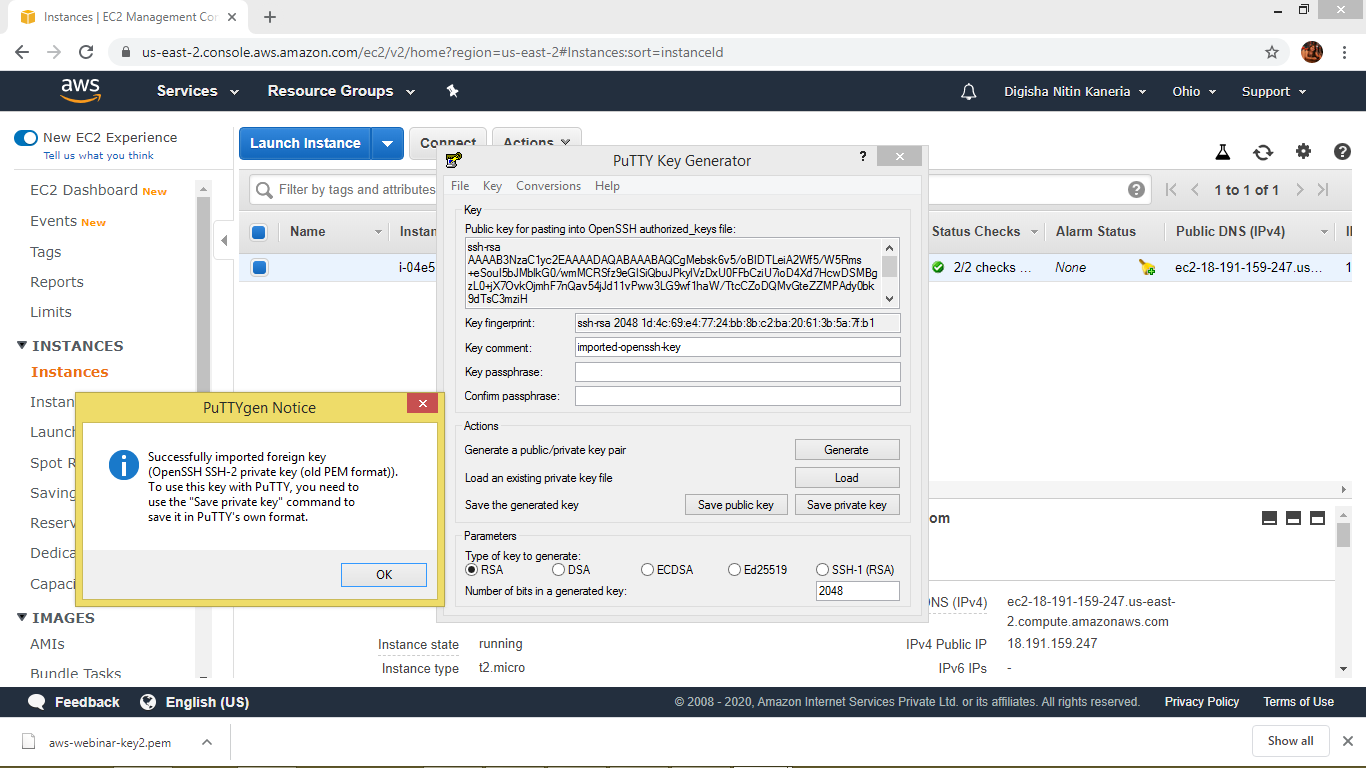 Instances | EC2 Management Con
us-east-2.console.aws.amazon.com/ec2/v2/home?region=us-east-2#Instances:sort=instanceId
aws
Services
Resource Groups
Digisha Nitin Kaneria
Ohio
Support
New EC2 Experience
Tell us what you think
EC2 Dashboard New
Events New
Tags
Reports
Limits
INSTANCES
Instances
Instan
Launch
Spot R
Saving
Reserv
Dedica
Capaci
IMAGES
AMIs
Bundle Tasks
Launch Instance
Connect
Actions
Filter by tags and attributes
1 to 1 of 1
Name
Instan
Status Checks
Alarm Status
Public DNS (IPv4)
i-04e5
2/2 checks ...
None
ec2-18-191-159-247.us...
PuTTY Key Generator
File
Key
Conversions
Help
Key
Public key for pasting into OpenSSH authorized_keys file:
ssh-rsa
AAAAB3NzaC1yc2EAAAADAQABAAABAQCgMebsk6v5/oBIDTLeiA2Wf5/W5Rms
+eSouI5bJMblkG0/wmMCRSfz9eGISiQbuJPkylVzDxU0FFbCziU7oD4Xd7HcwDSMBg
zL0+jX7OvkOjmhF7nQav54jJd11vPww3LG9wf1haW/TtcCZoDQMvGteZZMPAdy0bk
9dTsC3mziH
Key fingerprint:
ssh-rsa 2048 1d:4c:69:e4:77:24:bb:8b:c2:ba:20:61:3b:5a:7f:b1
Key comment:
imported-openssh-key
Key passphrase:
Confirm passphrase:
Actions
Generate a public/private key pair
Generate
Load an existing private key file
Load
Save the generated key
Save public key
Save private key
Parameters
Type of key to generate:
RSA
DSA
ECDSA
Ed25519
SSH-1 (RSA)
Number of bits in a generated key:
2048
PuTTYgen Notice
Successfully imported foreign key
(OpenSSH SSH-2 private key (old PEM format)).
To use this key with PuTTY, you need to
use the "Save private key" command to
save it in PuTTY's own format.
OK
om
NS (IPv4)
ec2-18-191-159-247.us-east-
2.compute.amazonaws.com
Instance state
running
IPv4 Public IP
18.191.159.247
Instance type
t2.micro
IPv6 IPs
-
Feedback
English (US)
© 2008 - 2020, Amazon Internet Services Private Ltd. or its affiliates. All rights reserved.
Privacy Policy
Terms of Use
aws-webinar-key2.pem
Show all